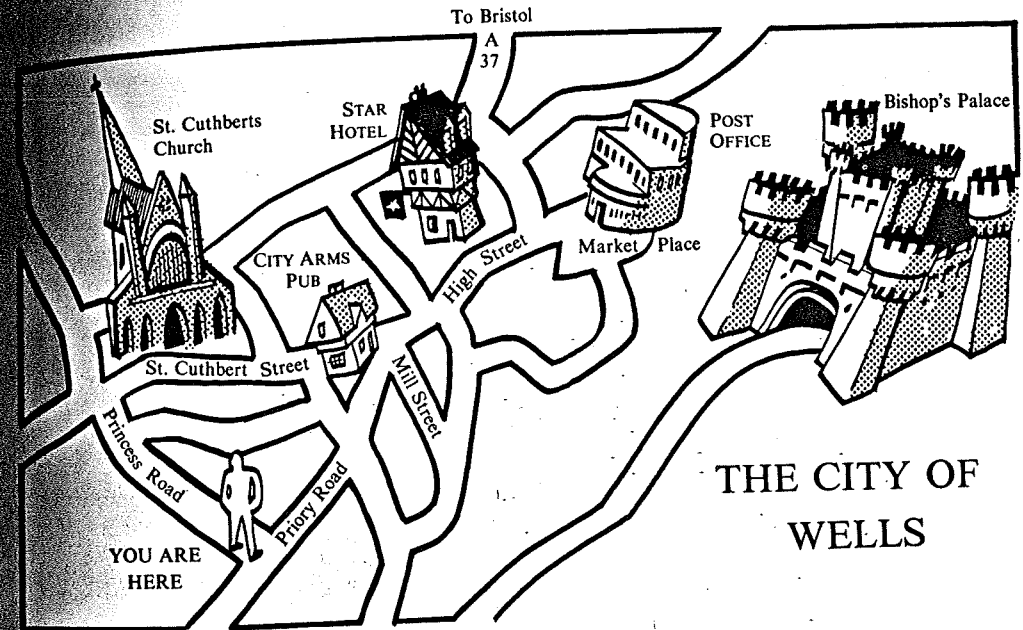 To Bristol
A
37
St. Cuthberts
Church
STAR
HOTEL
POST
OFFICE
Bishop's Palace
CITY ARMS
PUB
High Street
Market Place
St. Cuthbert Street
Mill Street
Princess Road
Priory Road
YOU ARE
HERE
THE CITY OF
WELLS